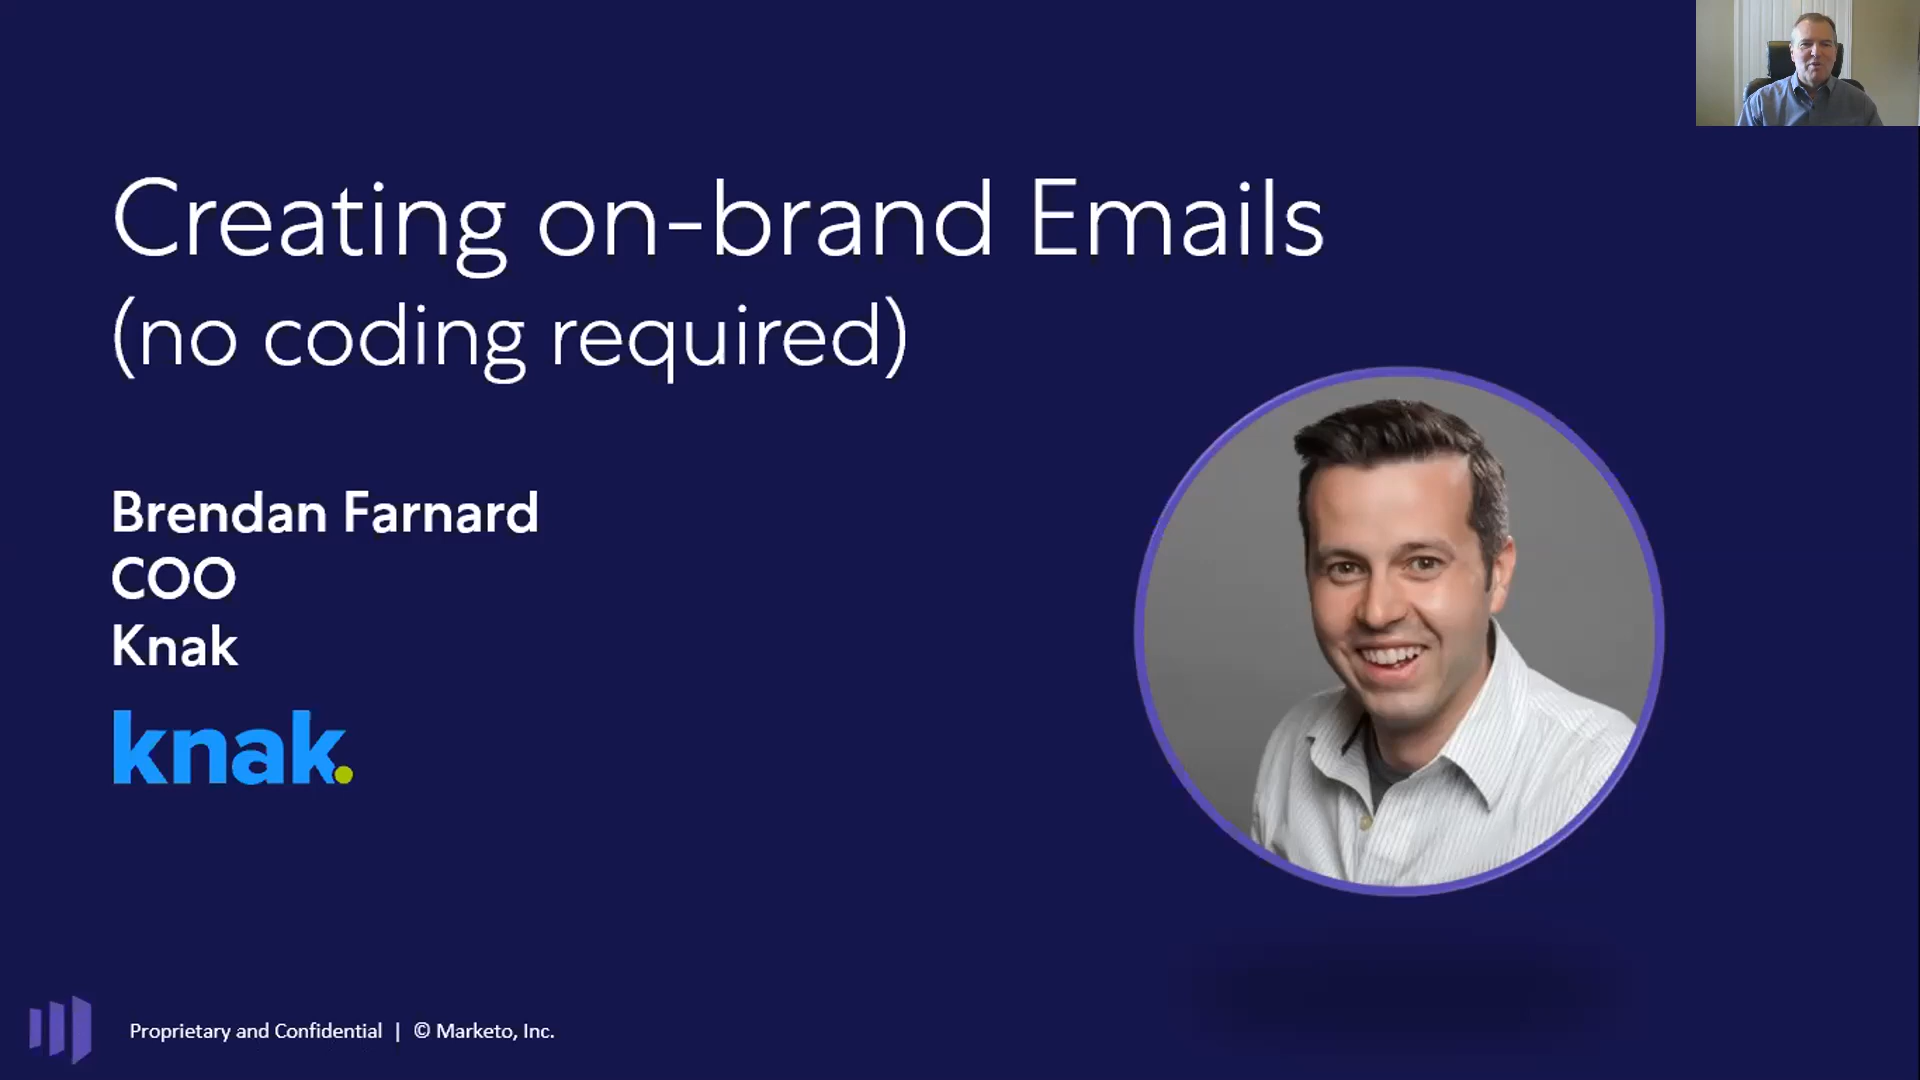 Creating on-brand Emails
(no coding required)
Brendan Farnard
COO
Knak
knak.
Proprietary and Confidential | © Marketo, Inc.